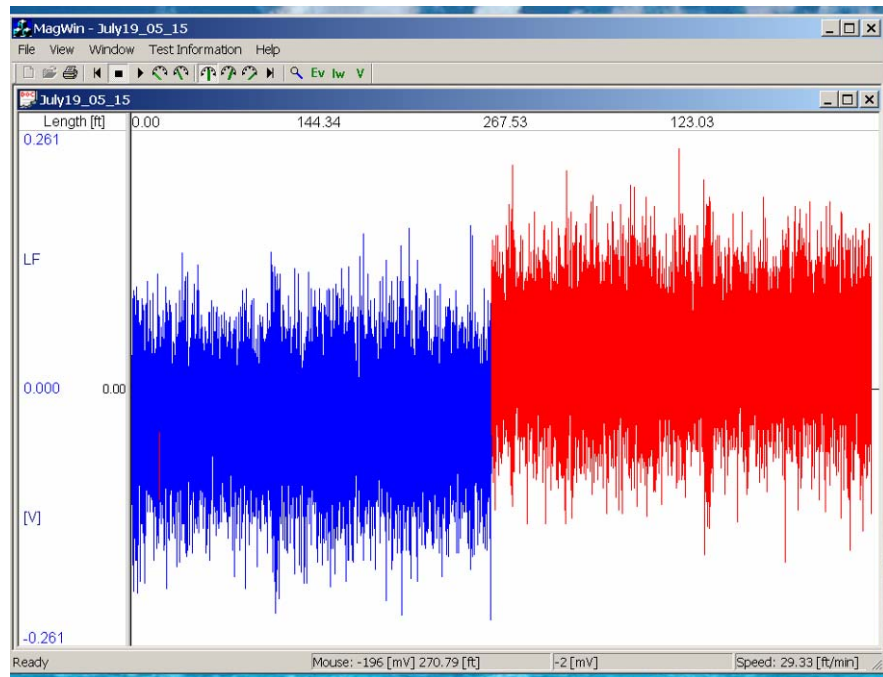 MagWin - July19_05_15
File View Window Test Information Help
Ev Iw V
July19_05_15
Length [ft] 0.00 144.34 267.53 123.03
0.261
LF
0.000 0.00
[V]
-0.261
Ready Mouse: -196 [mV] 270.79 [ft] -2 [mV] Speed: 29.33 [ft/min]